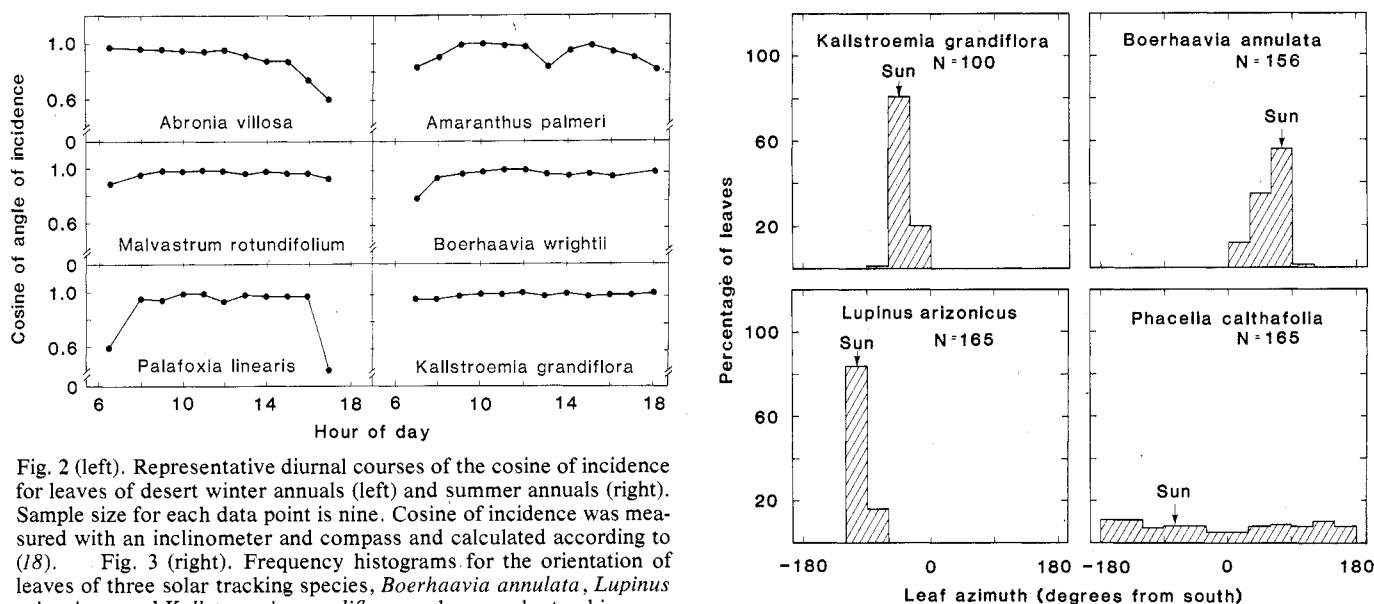 Cosine of angle of incidence
1.0
0.6
0
Abronia villosa
Amaranthus palmeri
1.0
0.6
0
Malvastrum rotundifolium
Boerhaavia wrightii
1.0
0.6
0
Palafoxia linearis
Kallstroemia grandiflora
6 10 14 18 6 10 14 18
Hour of day
Fig. 2 (left). Representative diurnal courses of the cosine of incidence
for leaves of desert winter annuals (left) and summer annuals (right).
Sample size for each data point is nine. Cosine of incidence was mea-
sured with an inclinometer and compass and calculated according to
(18). Fig. 3 (right). Frequency histograms for the orientation of
leaves of three solar tracking species, Boerhaavia annulata, Lupinus
Percentage of leaves
100
60
20
Kallstroemia grandiflora
N=100
Sun
Boerhaavia annulata
N=156
Sun
100
60
20
Lupinus arizonicus
N=165
Sun
Phacelia calthafolia
N=165
Sun
-180 0 180 -180 0 180
Leaf azimuth (degrees from south)